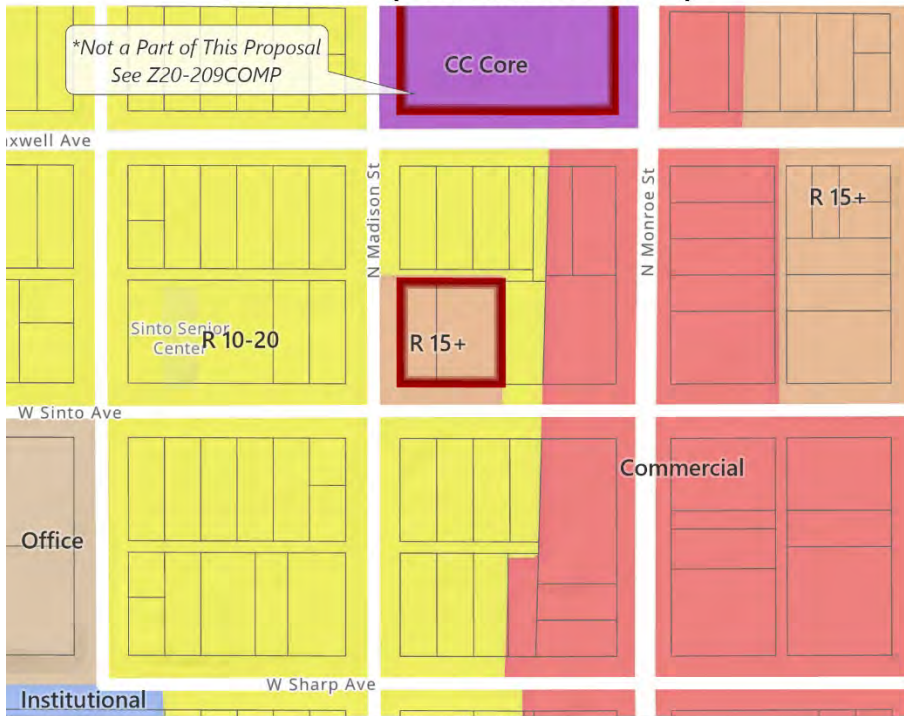 *Not a Part of This Proposal
See Z20-209COMP
CC Core
axwell Ave
N Madison St
N Monroe St
R 15+
Sinto Senior
Center
R 10-20
R 15+
W Sinto Ave
Commercial
Office
W Sharp Ave
Institutional